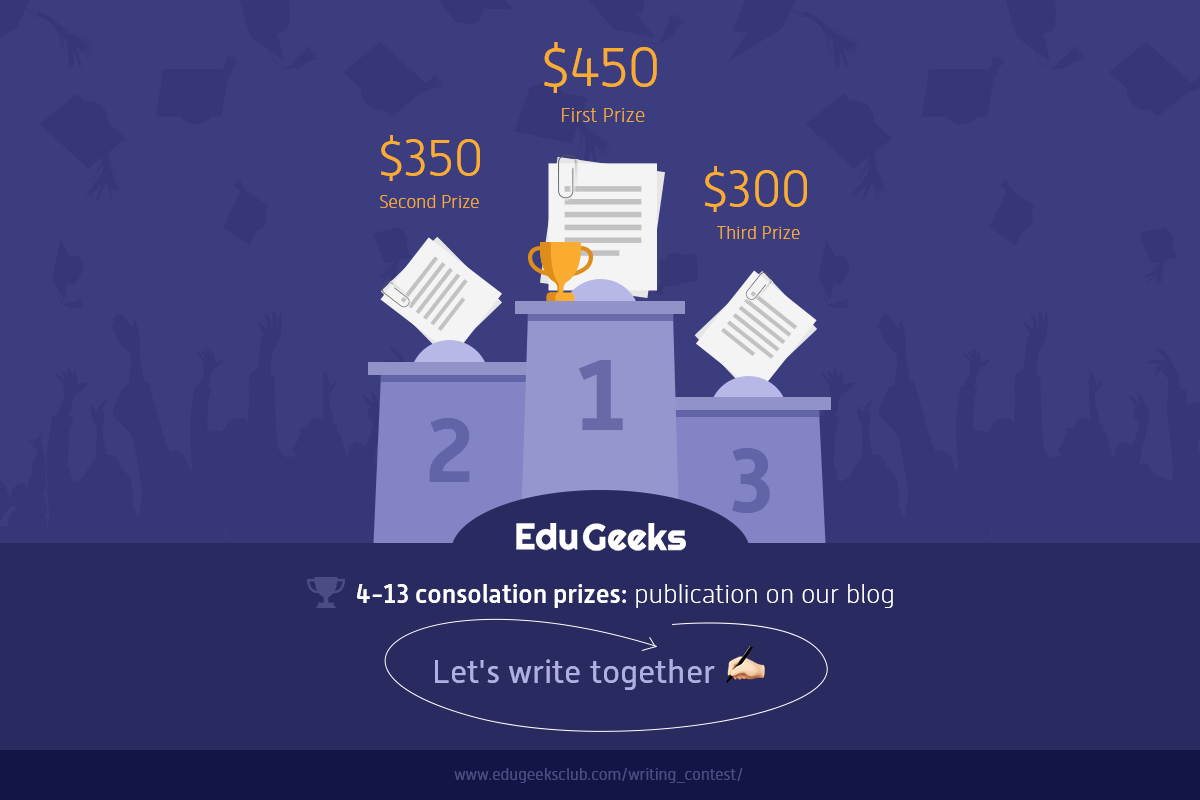 $450
First Prize
$350
Second Prize
$300
Third Prize
1
2
3
EduGeeks
4-13 consolation prizes: publication on our blog
Let's write together
www.edugeeksclub.com/writing_contest/